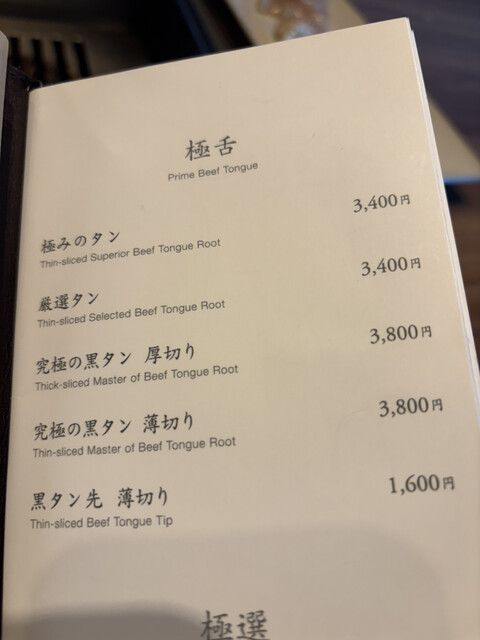 極舌
Prime Beef Tongue
極みのタン 3,400円
Thin-sliced Superior Beef Tongue Root
厳選タン 3,400円
Thin-sliced Selected Beef Tongue Root
究極の黒タン 厚切り 3,800円
Thick-sliced Master of Beef Tongue Root
究極の黒タン 薄切り 3,800円
Thin-sliced Master of Beef Tongue Root
黒タン先 薄切り 1,600円
Thin-sliced Beef Tongue Tip
極選